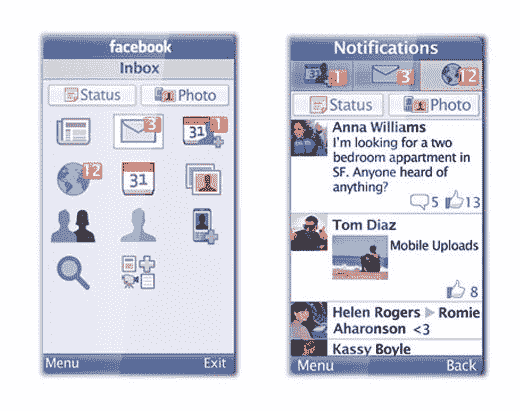 facebook
Inbox
Status
Photo
3
31
1
12
31
Menu
Exit
Notifications
1
3
12
Status
Photo
Anna Williams
I'm looking for a two
bedroom appartment in
SF. Anyone heard of
anything?
5 13
Tom Diaz
Mobile Uploads
8
Helen Rogers ▶ Romie
Aharonson <3
Kassy Boyle
Menu
Back